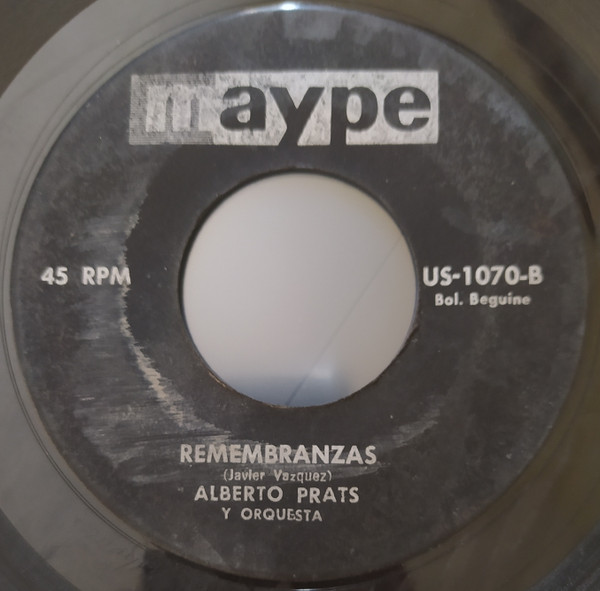 maype
45 RPM
US-1070-B
Bol. Beguine
REMEMBRANZAS
(Javier Vazquez)
ALBERTO PRATS
Y ORQUESTA